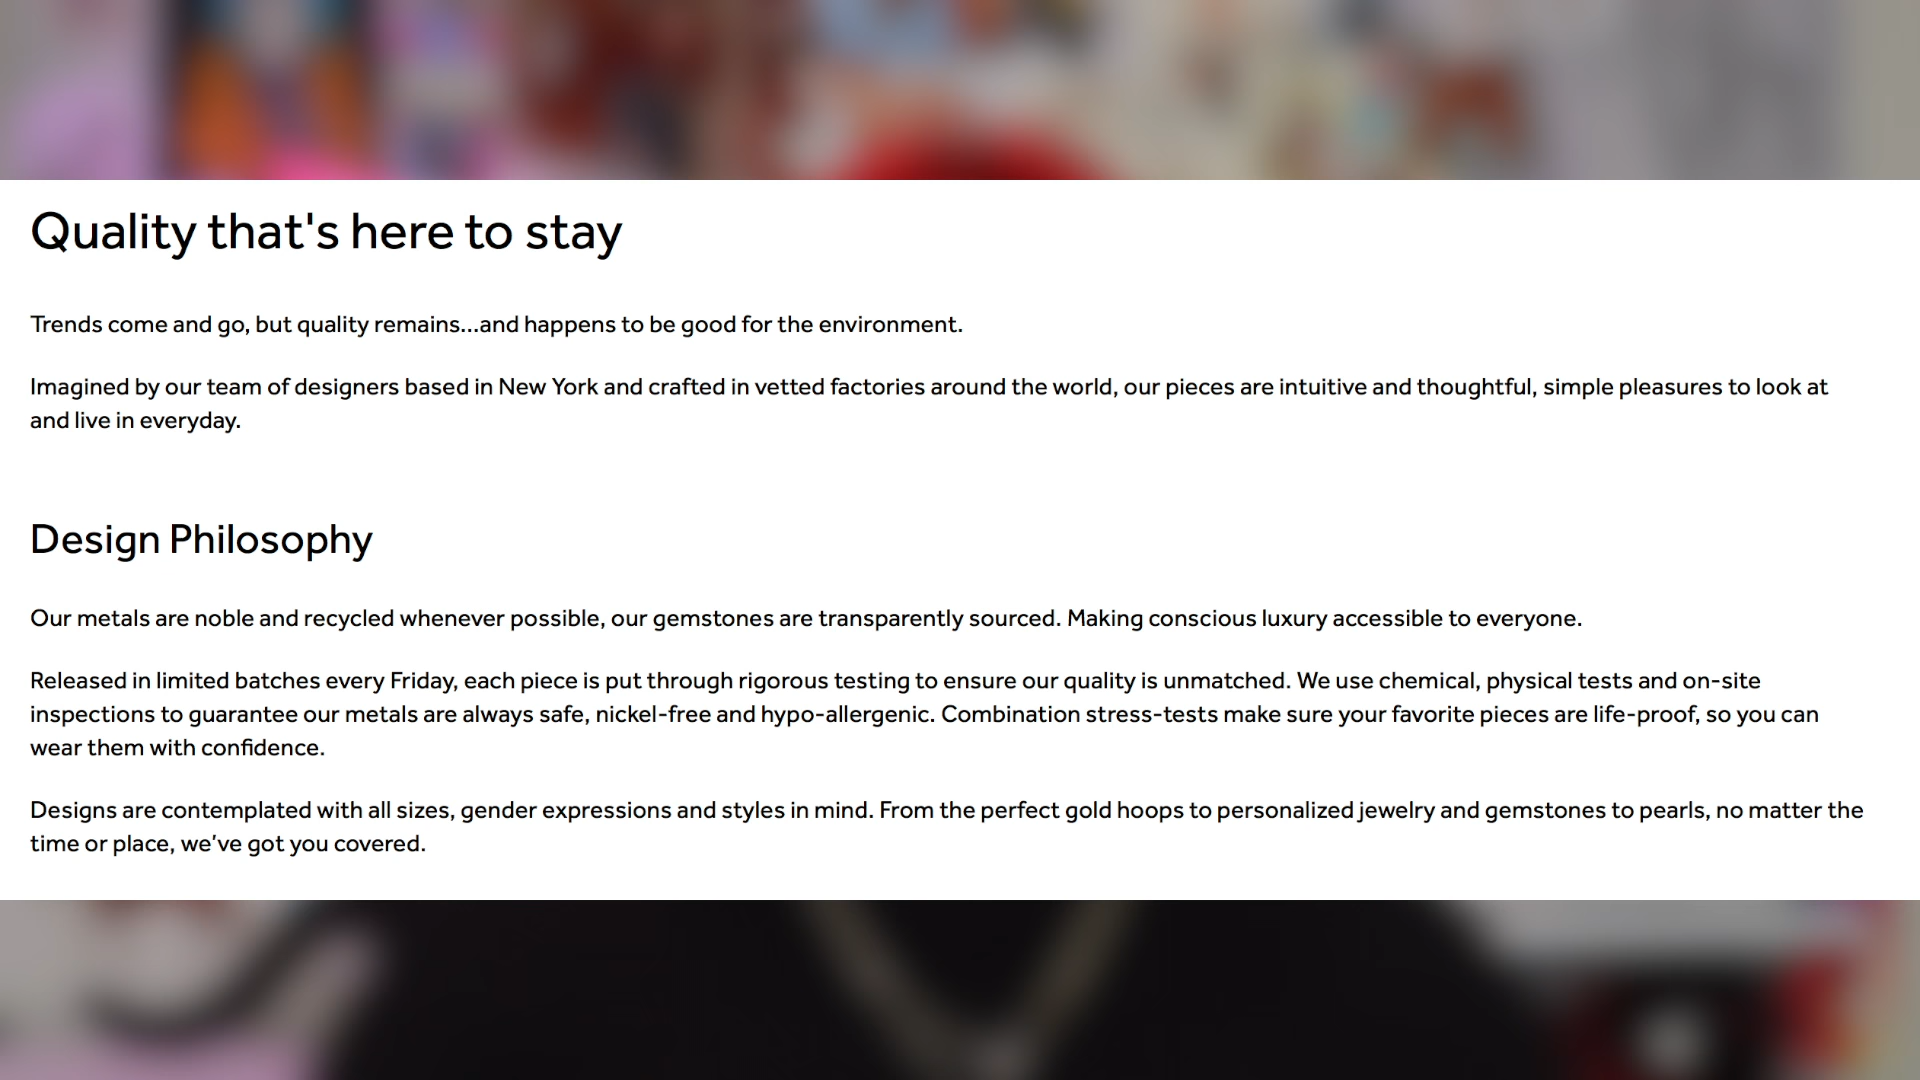 Quality that's here to stay
Trends come and go, but quality remains...and happens to be good for the environment.
Imagined by our team of designers based in New York and crafted in vetted factories around the world, our pieces are intuitive and thoughtful, simple pleasures to look at
and live in everyday.
Design Philosophy
Our metals are noble and recycled whenever possible, our gemstones are transparently sourced. Making conscious luxury accessible to everyone.
Released in limited batches every Friday, each piece is put through rigorous testing to ensure our quality is unmatched. We use chemical, physical tests and on-site
inspections to guarantee our metals are always safe, nickel-free and hypo-allergenic. Combination stress-tests make sure your favorite pieces are life-proof, so you can
wear them with confidence.
Designs are contemplated with all sizes, gender expressions and styles in mind. From the perfect gold hoops to personalized jewelry and gemstones to pearls, no matter the
time or place, we’ve got you covered.